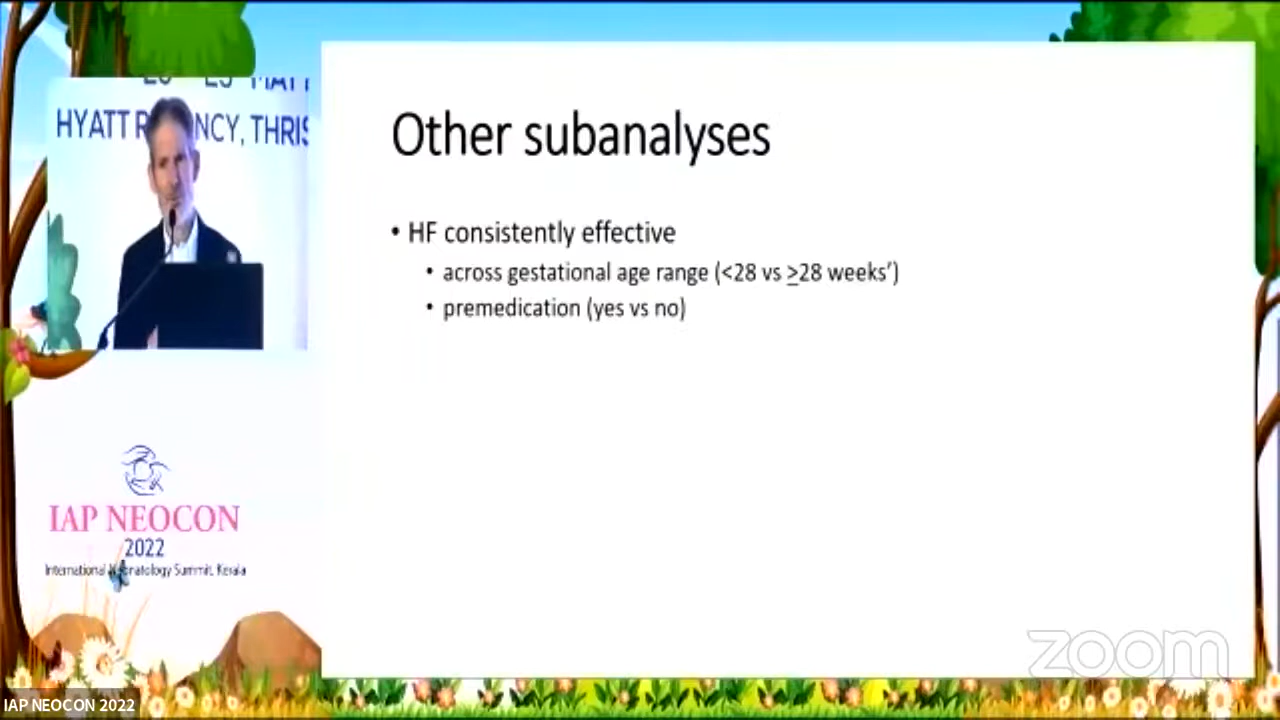 HYATT R NCY, THRIS
Other subanalyses
• HF consistently effective
• across gestational age range (<28 vs ≥28 weeks’)
• premedication (yes vs no)
IAP NEOCON
2022
International Neonatology Summit, Kerala
zoom
IAP NEOCON 2022